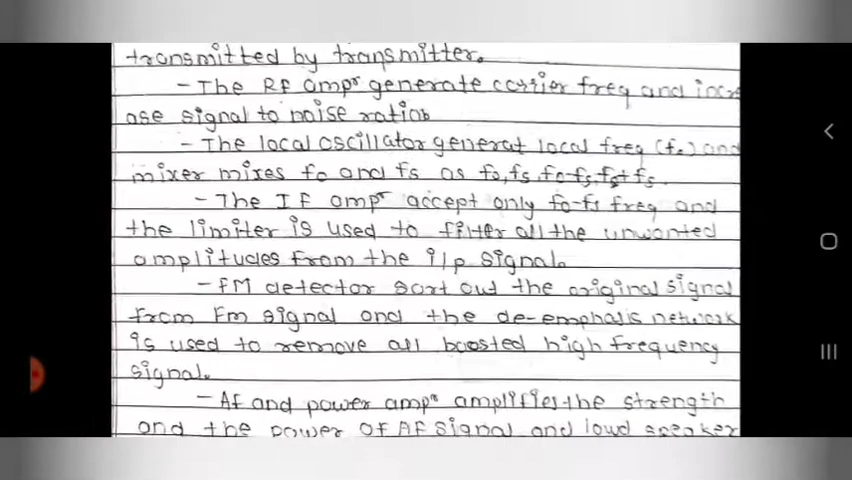 transmitted by transmitter.
- The RF ampr generate carrier freq and incr
ase signal to noise ratio.
- The local oscillator generat local freq (fo) and
mixer mixes fo and fs as fo, fs, fo-fs, fo+fs.
- The IF ampr accept only fo-fs freq and
the limiter is used to filter all the unwanted
amplitudes from the i/p signal.
- FM detector sort out the original signal
from Fm signal and the de-emphasis network
is used to remove all boosted high frequency
signal.
- Af and power ampr amplifies the strength
and the power of AF signal and loud speaker